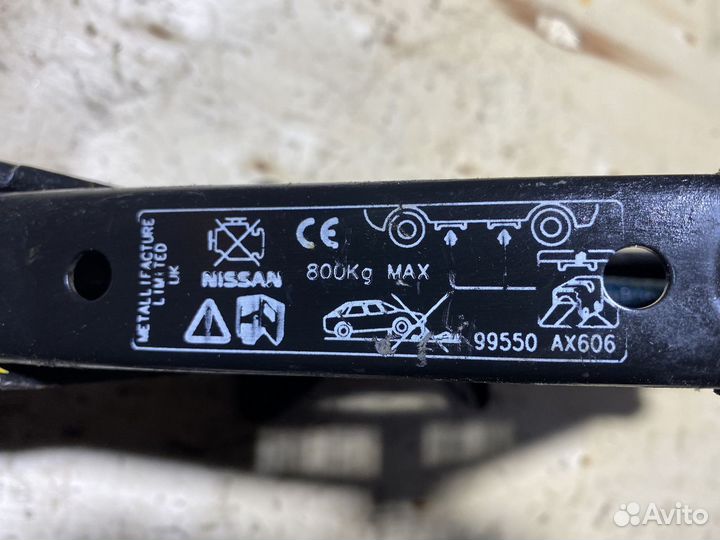 METALLIFACTURE
LIMITED
UK
NISSAN
CE
800Kg MAX
99550 AX606
Avito